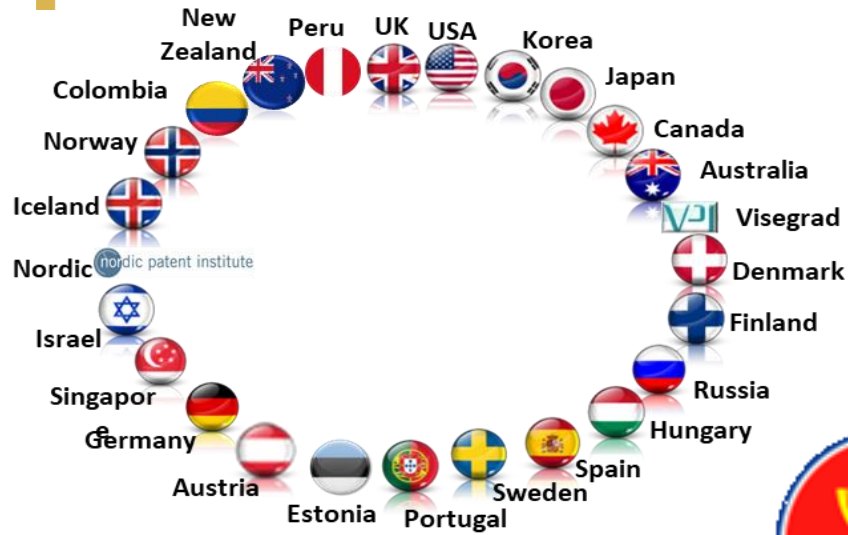 New
Zealand
Peru
UK
USA
Korea
Japan
Canada
Australia
VPI
Visegrad
Denmark
Finland
Russia
Hungary
Spain
Sweden
Portugal
Estonia
Austria
Germany
Singapor
e
Israel
Nordic
nordic patent institute
Iceland
Norway
Colombia